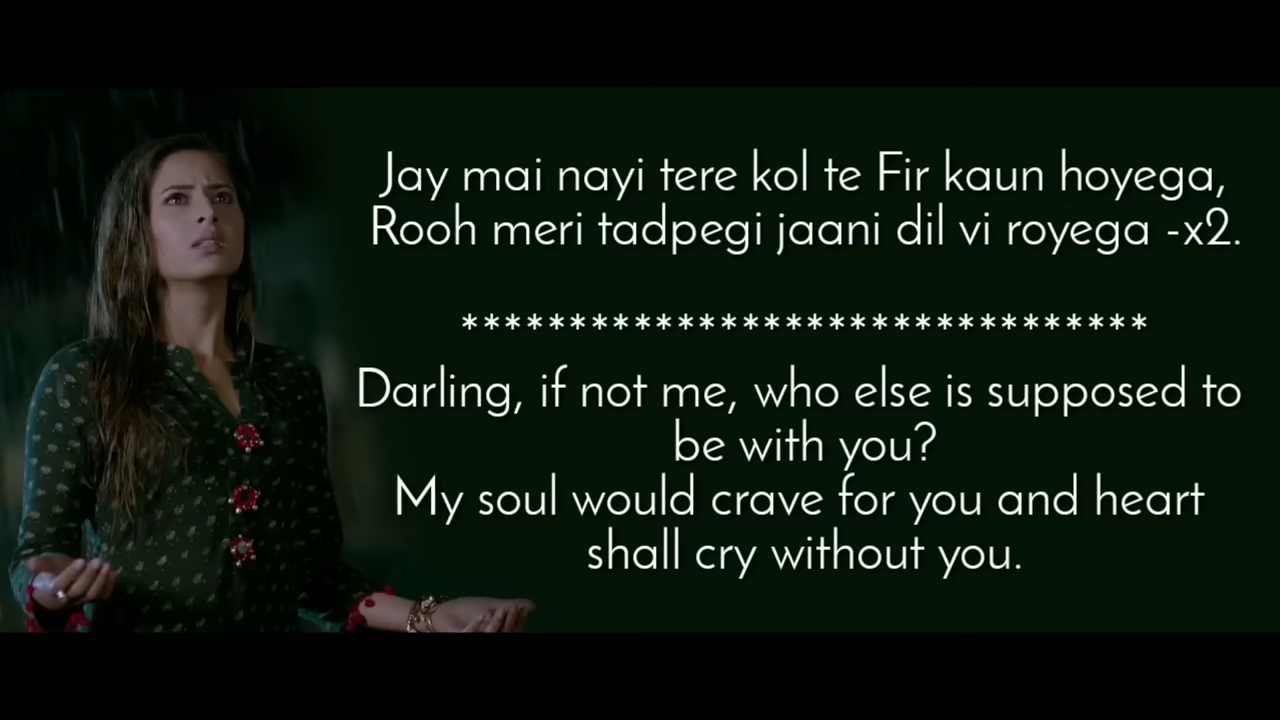 Jay mai nayi tere kol te Fir kaun hoyega,
Rooh meri tadpegi jaani dil vi royega -x2.
********************************
Darling, if not me, who else is supposed to
be with you?
My soul would crave for you and heart
shall cry without you.